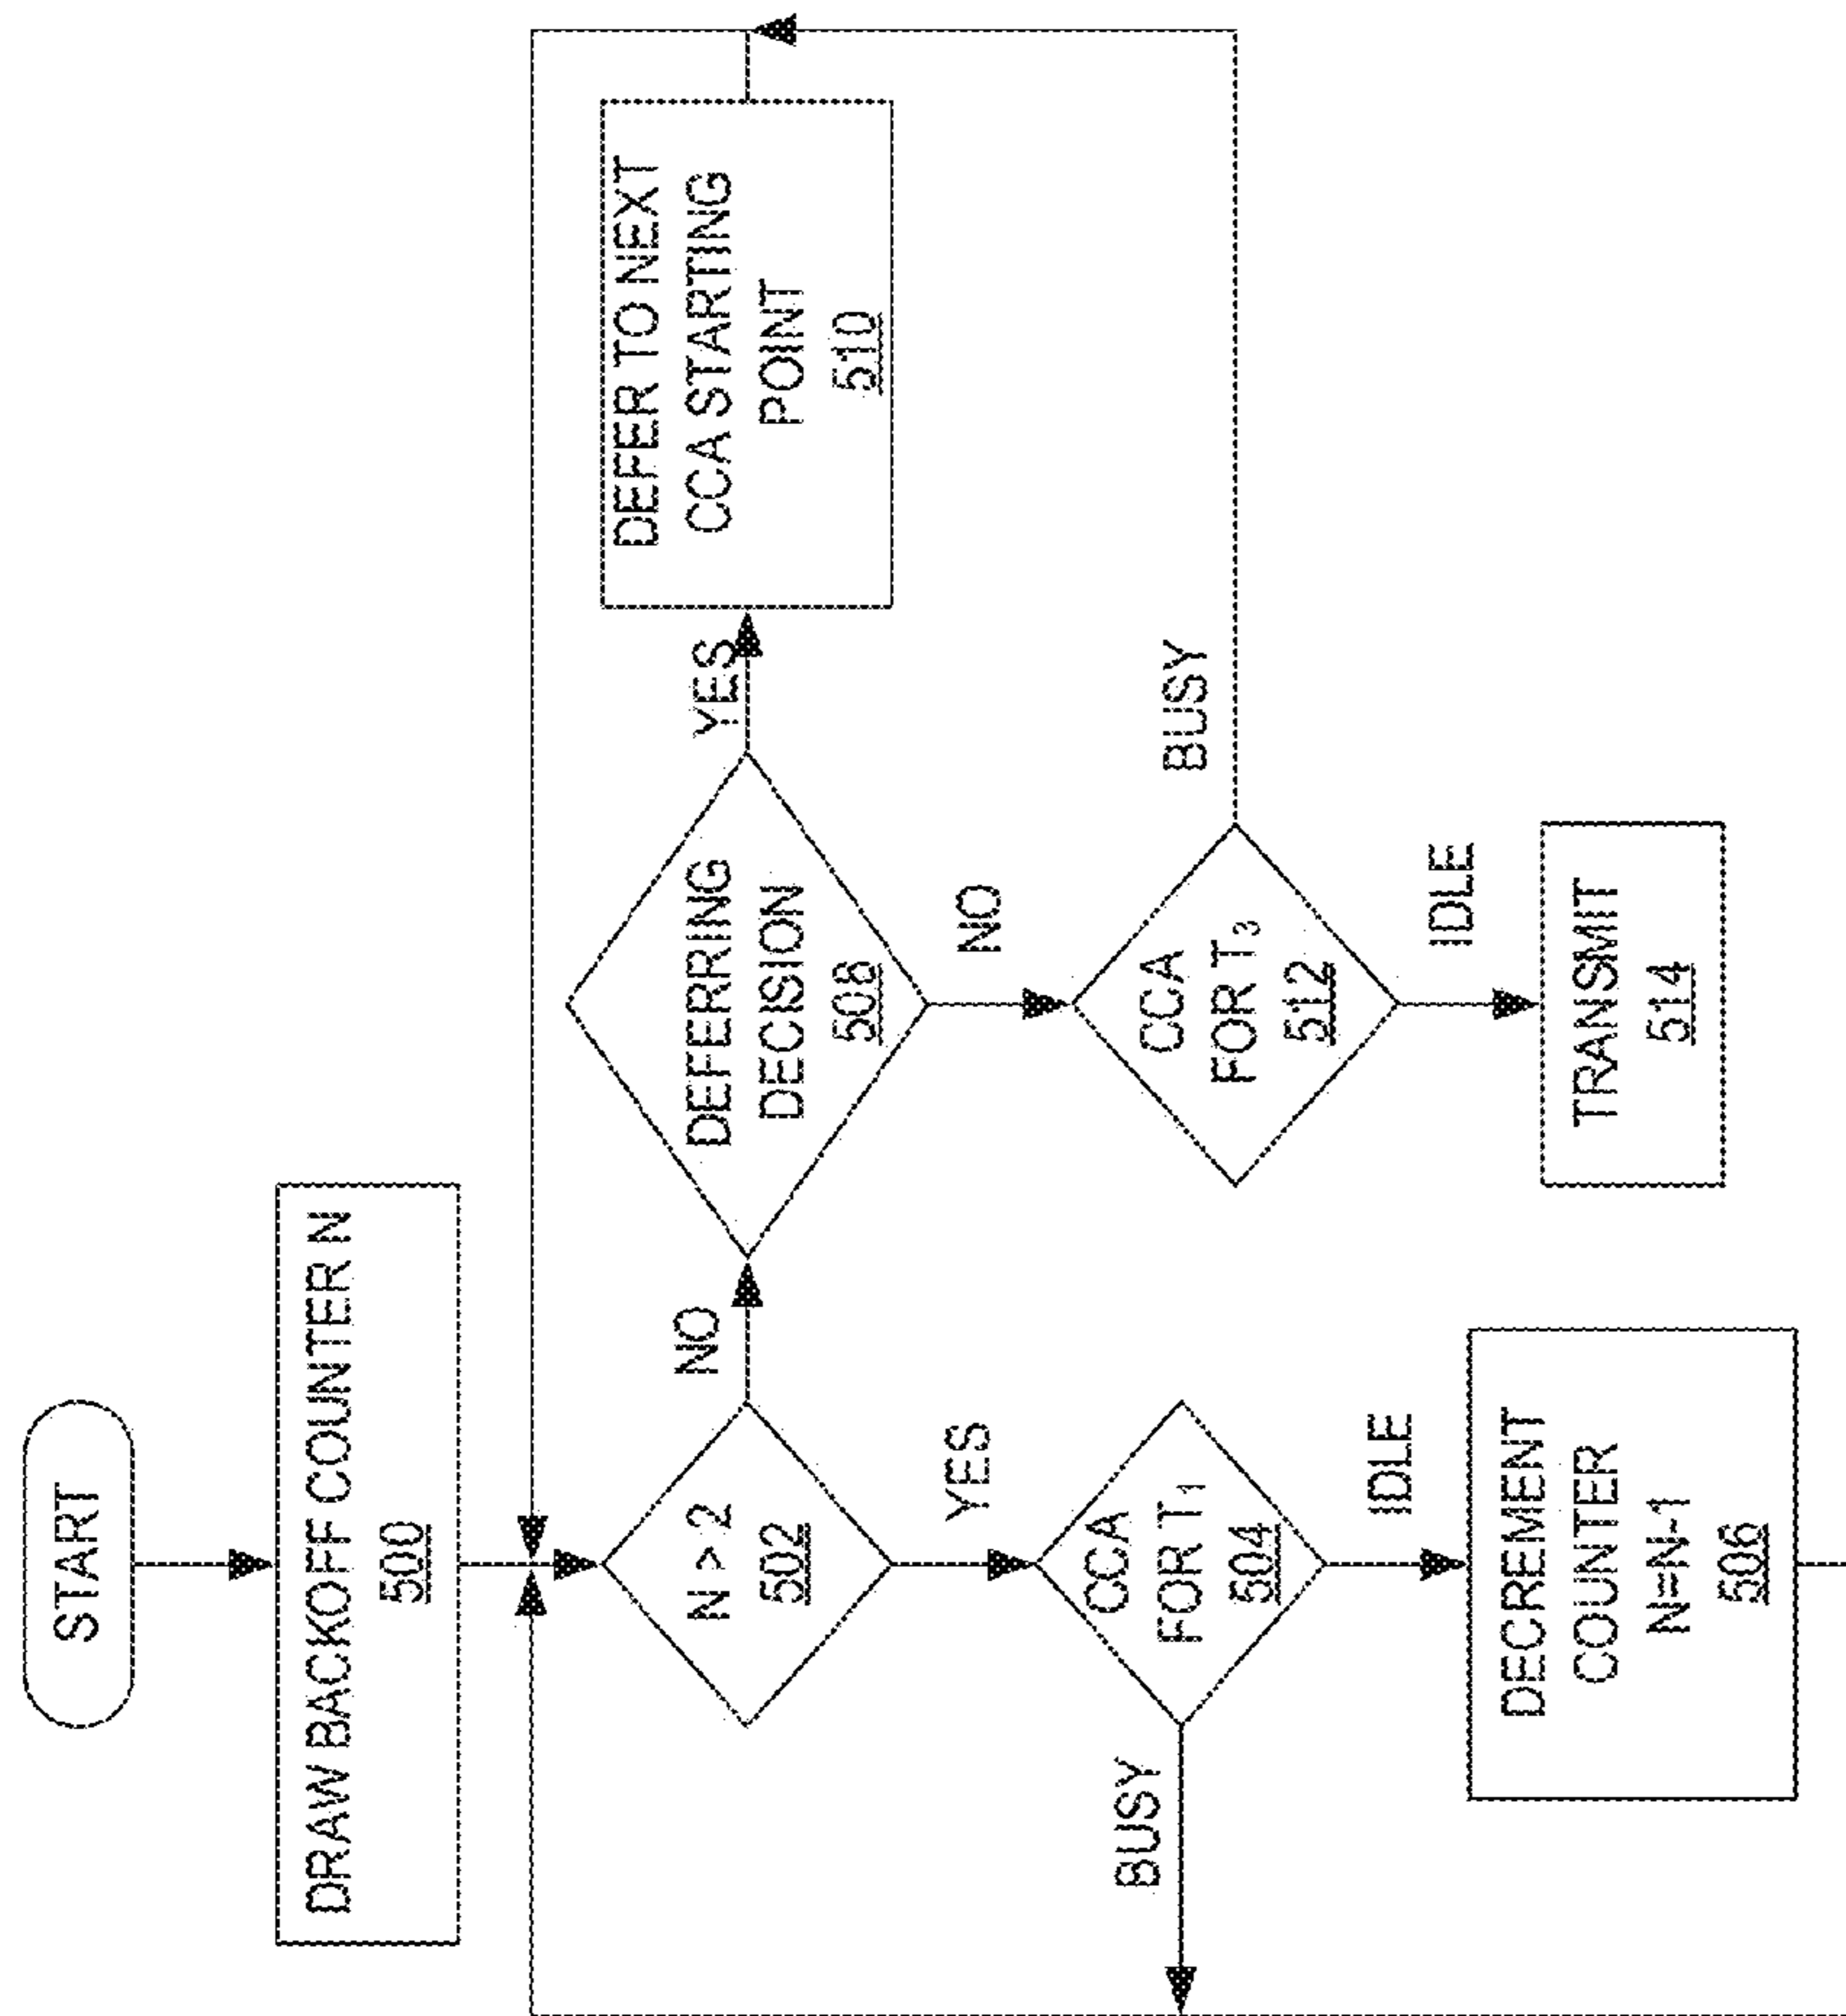 START
DRAW BACKOFF COUNTER N
500
N > 2
502
NO
YES
CCA
FOR T₁
504
BUSY
IDLE
DECREMENT
COUNTER
N=N-1
506
DEFERRING
DECISION
508
YES
NO
DEFER TO NEXT
CCA STARTING
POINT
510
CCA
FOR T₃
512
BUSY
IDLE
TRANSMIT
514